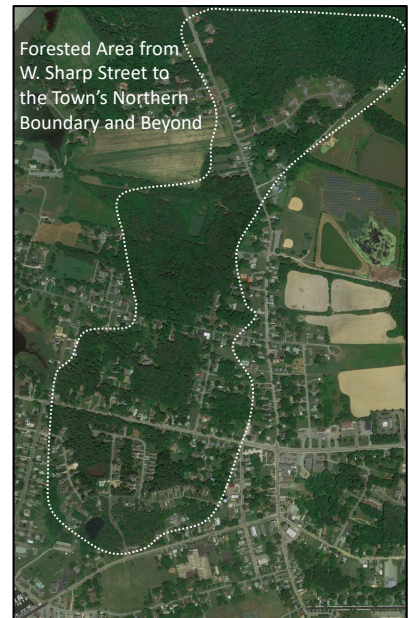 Forested Area from
W. Sharp Street to
the Town's Northern
Boundary and Beyond